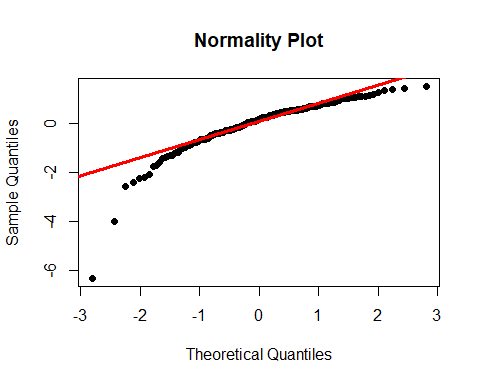 Normality Plot
Sample Quantiles
0
-2
-4
-6
-3 -2 -1 0 1 2 3
Theoretical Quantiles